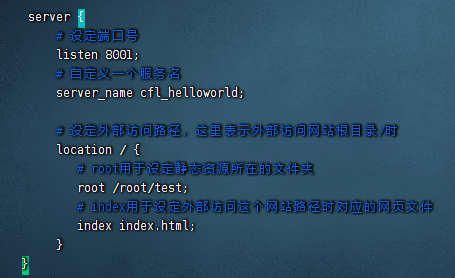 server {
# 设定端口号
listen 8001;
# 自定义一个服务名
server_name cfl_helloworld;
# 设定外部访问路径，这里表示外部访问网站根目录/时
location / {
# root用于设定静态资源所在的文件夹
root /root/test;
# index用于设定外部访问这个网站路径时对应的网页文件
index index.html;
}
}